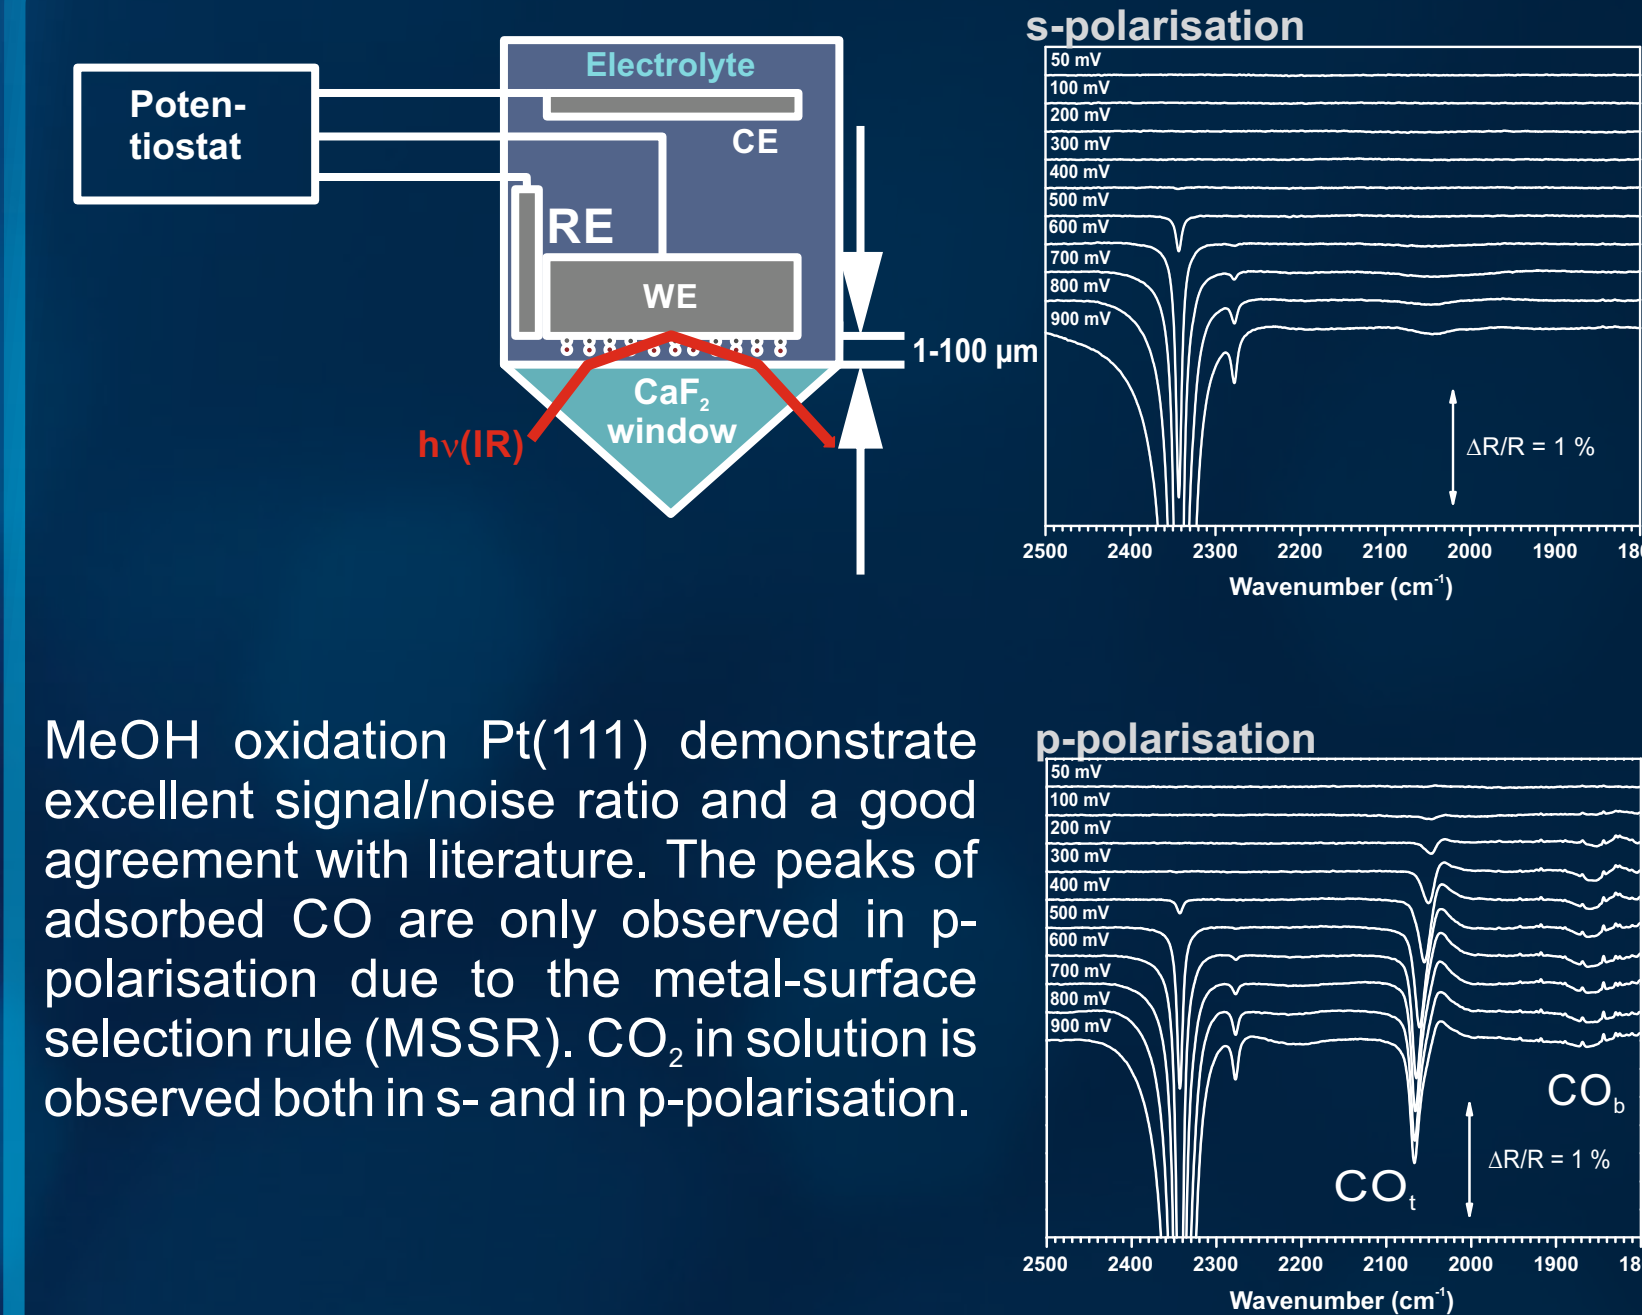 Poten-
tiostat
Electrolyte
CE
RE
WE
1-100 µm
CaF₂
window
hν(IR)
s-polarisation
50 mV
100 mV
200 mV
300 mV
400 mV
500 mV
600 mV
700 mV
800 mV
900 mV
ΔR/R = 1 %
2500 2400 2300 2200 2100 2000 1900
Wavenumber (cm⁻¹)
MeOH oxidation Pt(111) demonstrate
excellent signal/noise ratio and a good
agreement with literature. The peaks of
adsorbed CO are only observed in p-
polarisation due to the metal-surface
selection rule (MSSR). CO₂ in solution is
observed both in s- and in p-polarisation.
p-polarisation
50 mV
100 mV
200 mV
300 mV
400 mV
500 mV
600 mV
700 mV
800 mV
900 mV
CO_b
ΔR/R = 1 %
CO_t
2500 2400 2300 2200 2100 2000 1900 18
Wavenumber (cm⁻¹)